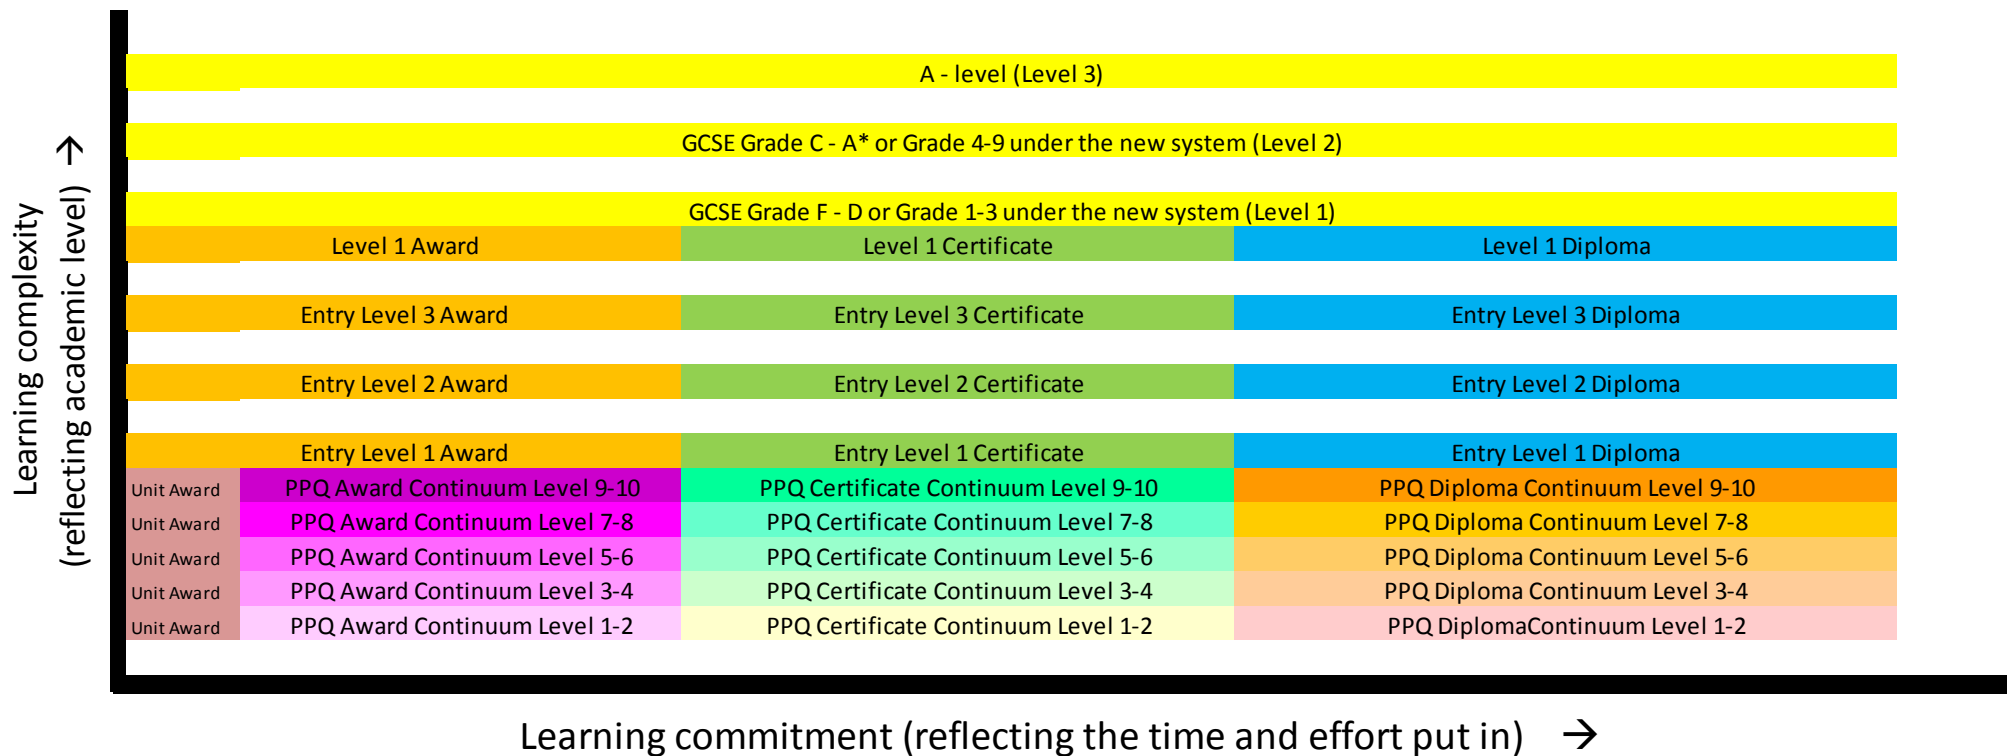 A - level (Level 3)
GCSE Grade C - A* or Grade 4-9 under the new system (Level 2)
GCSE Grade F - D or Grade 1-3 under the new system (Level 1)
Level 1 Award Level 1 Certificate Level 1 Diploma
Entry Level 3 Award Entry Level 3 Certificate Entry Level 3 Diploma
Entry Level 2 Award Entry Level 2 Certificate Entry Level 2 Diploma
Entry Level 1 Award Entry Level 1 Certificate Entry Level 1 Diploma
Unit Award PPQ Award Continuum Level 9-10 PPQ Certificate Continuum Level 9-10 PPQ Diploma Continuum Level 9-10
Unit Award PPQ Award Continuum Level 7-8 PPQ Certificate Continuum Level 7-8 PPQ Diploma Continuum Level 7-8
Unit Award PPQ Award Continuum Level 5-6 PPQ Certificate Continuum Level 5-6 PPQ Diploma Continuum Level 5-6
Unit Award PPQ Award Continuum Level 3-4 PPQ Certificate Continuum Level 3-4 PPQ Diploma Continuum Level 3-4
Unit Award PPQ Award Continuum Level 1-2 PPQ Certificate Continuum Level 1-2 PPQ DiplomaContinuum Level 1-2
Learning complexity
(reflecting academic level) →
Learning commitment (reflecting the time and effort put in) →